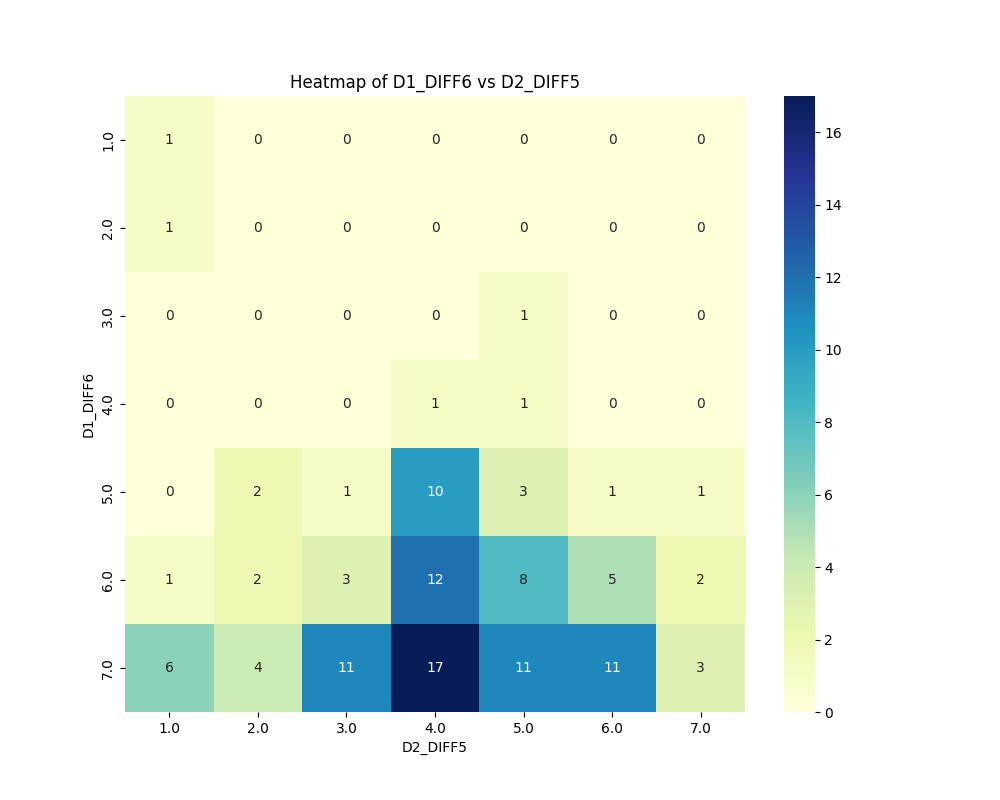 Heatmap of D1_DIFF6 vs D2_DIFF5
1.0 1 0 0 0 0 0 0
2.0 1 0 0 0 0 0 0
3.0 0 0 0 0 1 0 0
4.0 0 0 0 1 1 0 0
5.0 0 2 1 10 3 1 1
6.0 1 2 3 12 8 5 2
7.0 6 4 11 17 11 11 3
1.0 2.0 3.0 4.0 5.0 6.0 7.0
D2_DIFF5
D1_DIFF6
16
14
12
10
8
6
4
2
0